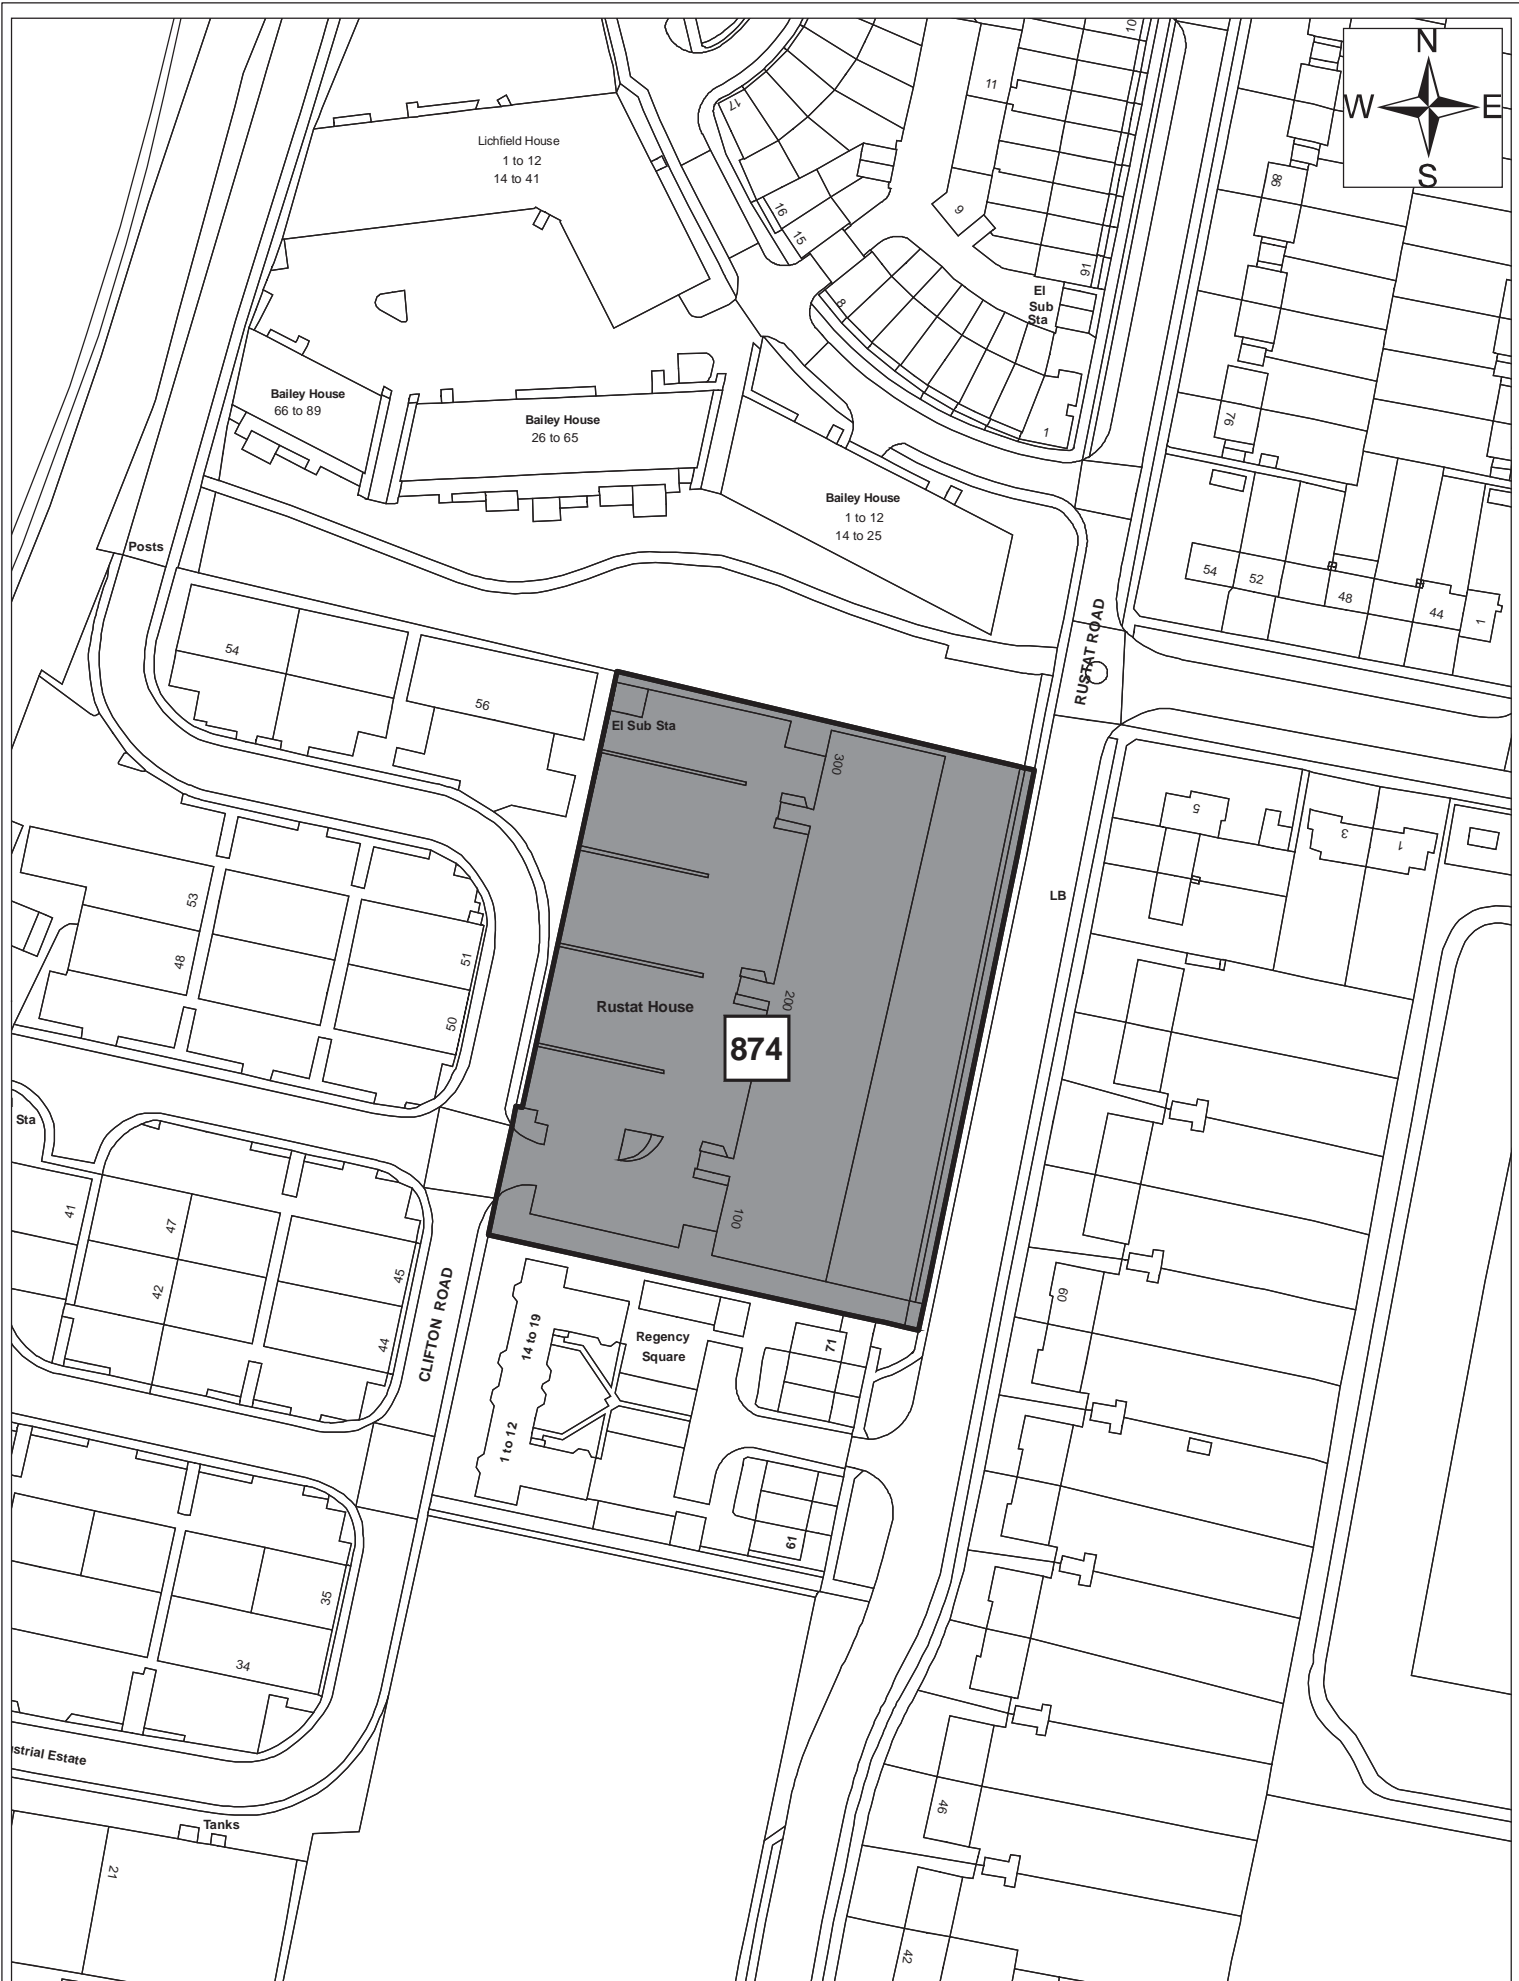 N
W
E
S
10
11
17
Lichfield House
1 to 12
14 to 41
86
16
9
15
91
El
Sub
Sta
8
Bailey House
66 to 89
Bailey House
26 to 65
76
1
Bailey House
1 to 12
14 to 25
Posts
54
52
48
44
1
RUSTAT ROAD
54
56
El Sub Sta
300
5
3
1
LB
53
48
51
50
200
Rustat House
874
Sta
41
47
42
45
44
100
CLIFTON ROAD
60
14 to 19
Regency
Square
71
1 to 12
61
35
34
strial Estate
46
Tanks
21
42